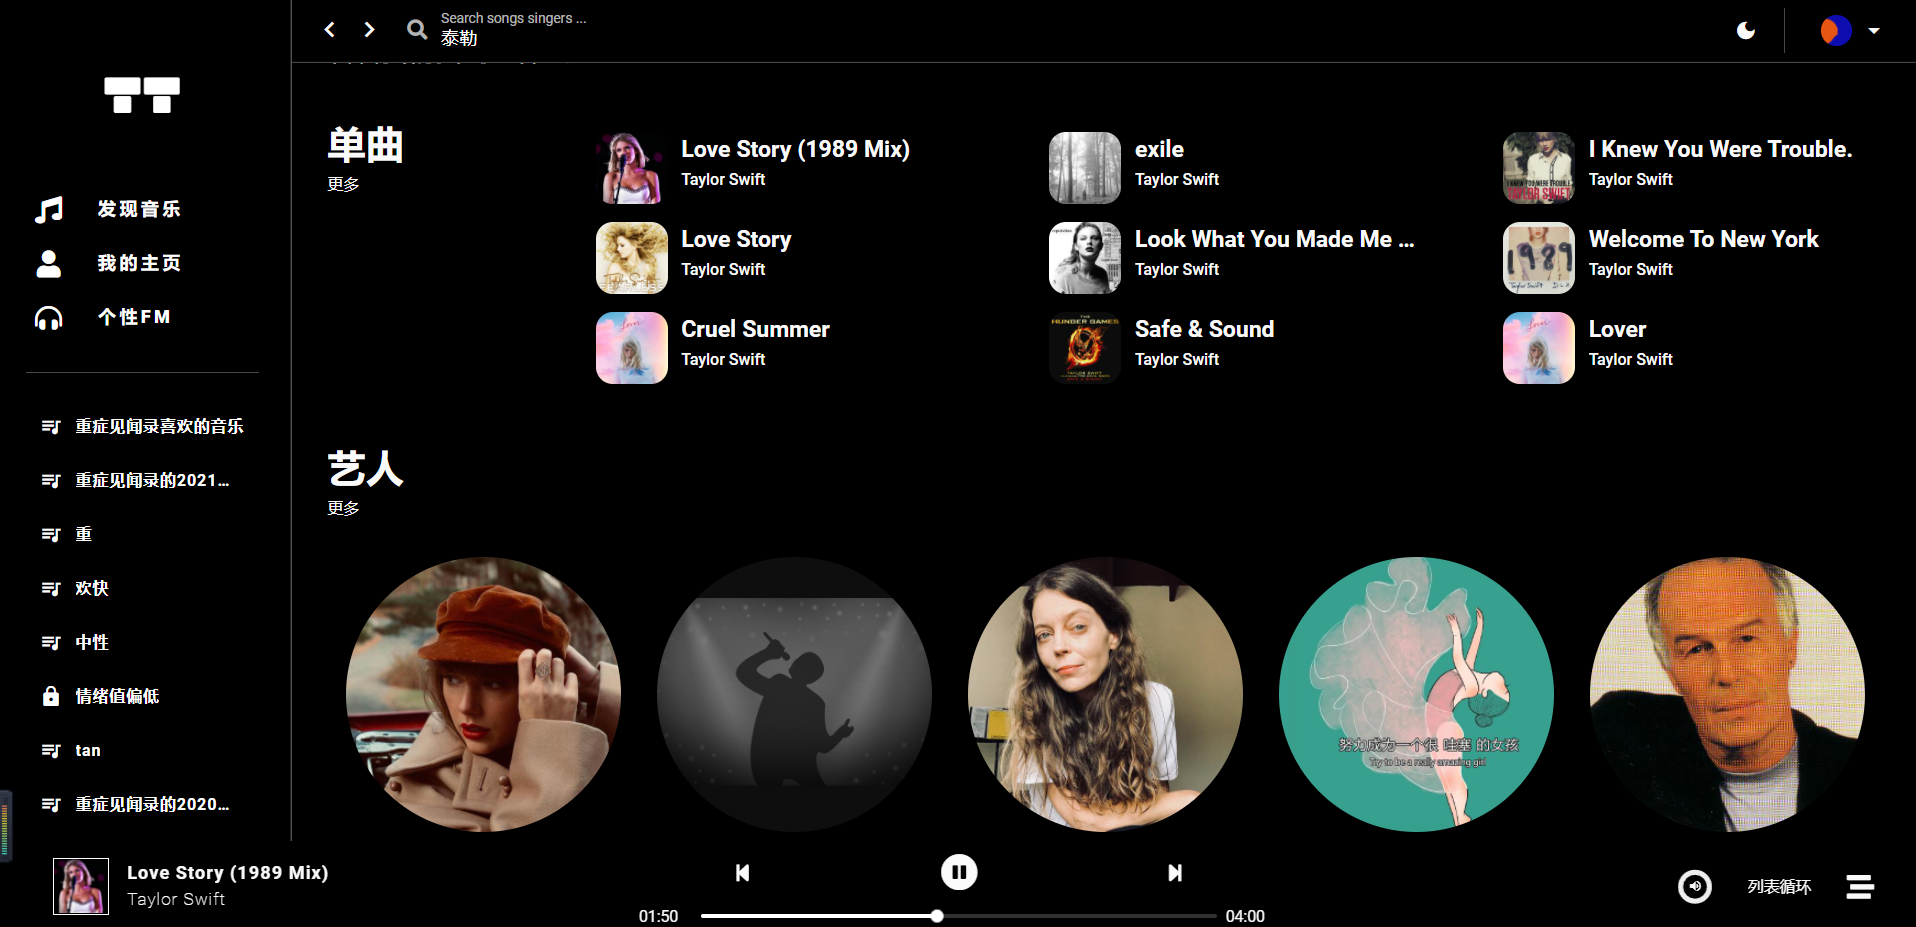 Search songs singers ...
泰勒
发现音乐
我的主页
个性FM
重症见闻录喜欢的音乐
重症见闻录的2021...
重
欢快
中性
情绪值偏低
tan
重症见闻录的2020...
单曲
更多
Love Story (1989 Mix)
Taylor Swift
exile
Taylor Swift
I Knew You Were Trouble.
Taylor Swift
Love Story
Taylor Swift
Look What You Made Me ...
Taylor Swift
Welcome To New York
Taylor Swift
Cruel Summer
Taylor Swift
Safe & Sound
Taylor Swift
Lover
Taylor Swift
艺人
更多
努力成为一个很 哇塞 的女孩
Try to be a really amazing girl
Love Story (1989 Mix)
Taylor Swift
01:50
04:00
列表循环